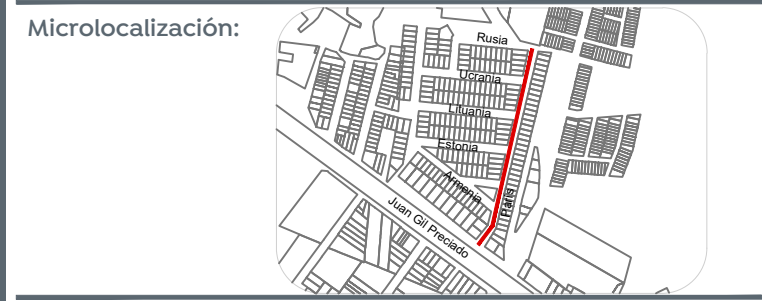 Microlocalización:
Rusia
Ucrania
Lituania
Estonia
Armenia
París
Juan Gil Preciado